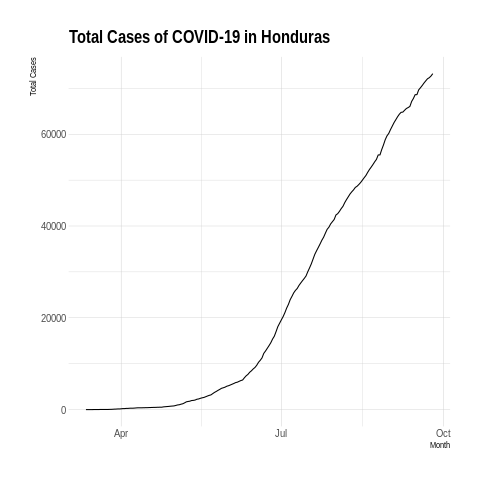 Total Cases of COVID-19 in Honduras
Total Cases
60000
40000
20000
0
Apr
Jul
Oct
Month